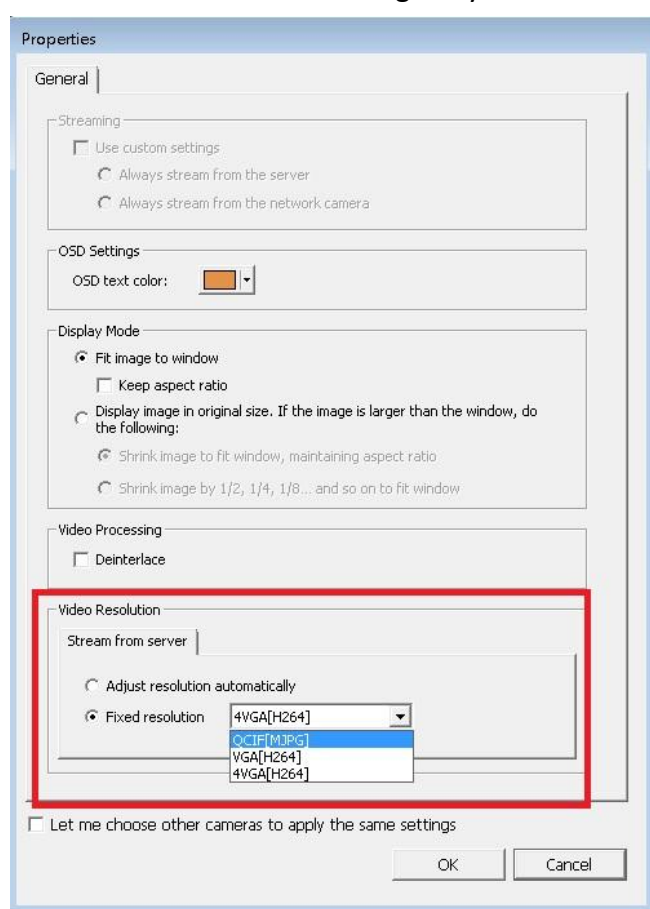 Properties
General
Streaming
Use custom settings
Always stream from the server
Always stream from the network camera
OSD Settings
OSD text color:
Display Mode
Fit image to window
Keep aspect ratio
Display image in original size. If the image is larger than the window, do
the following:
Shrink image to fit window, maintaining aspect ratio
Shrink image by 1/2, 1/4, 1/8... and so on to fit window
Video Processing
Deinterlace
Video Resolution
Stream from server
Adjust resolution automatically
Fixed resolution 4VGA[H264]
QCIF[MJPG]
VGA[H264]
4VGA[H264]
Let me choose other cameras to apply the same settings
OK Cancel